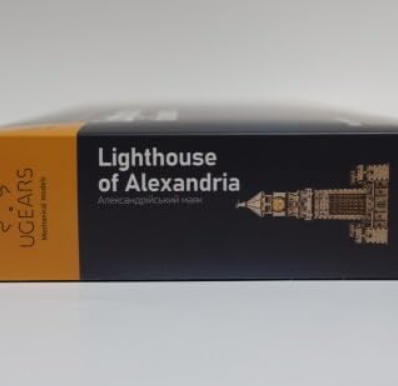 Lighthouse
of Alexandria
Александрійський маяк
UGEARS
Mechanical Models